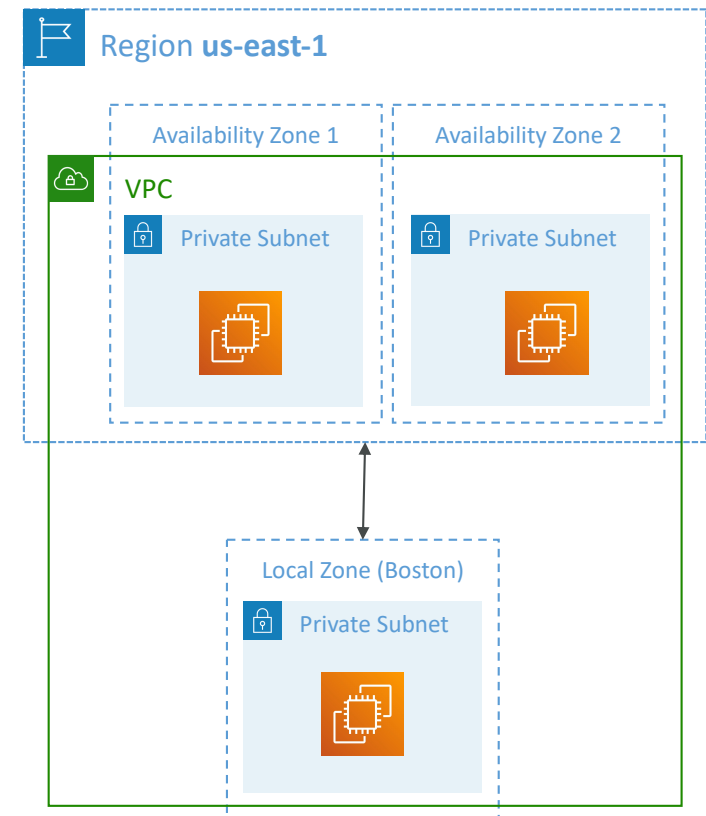 Region us-east-1
Availability Zone 1
Availability Zone 2
VPC
Private Subnet
Private Subnet
Local Zone (Boston)
Private Subnet